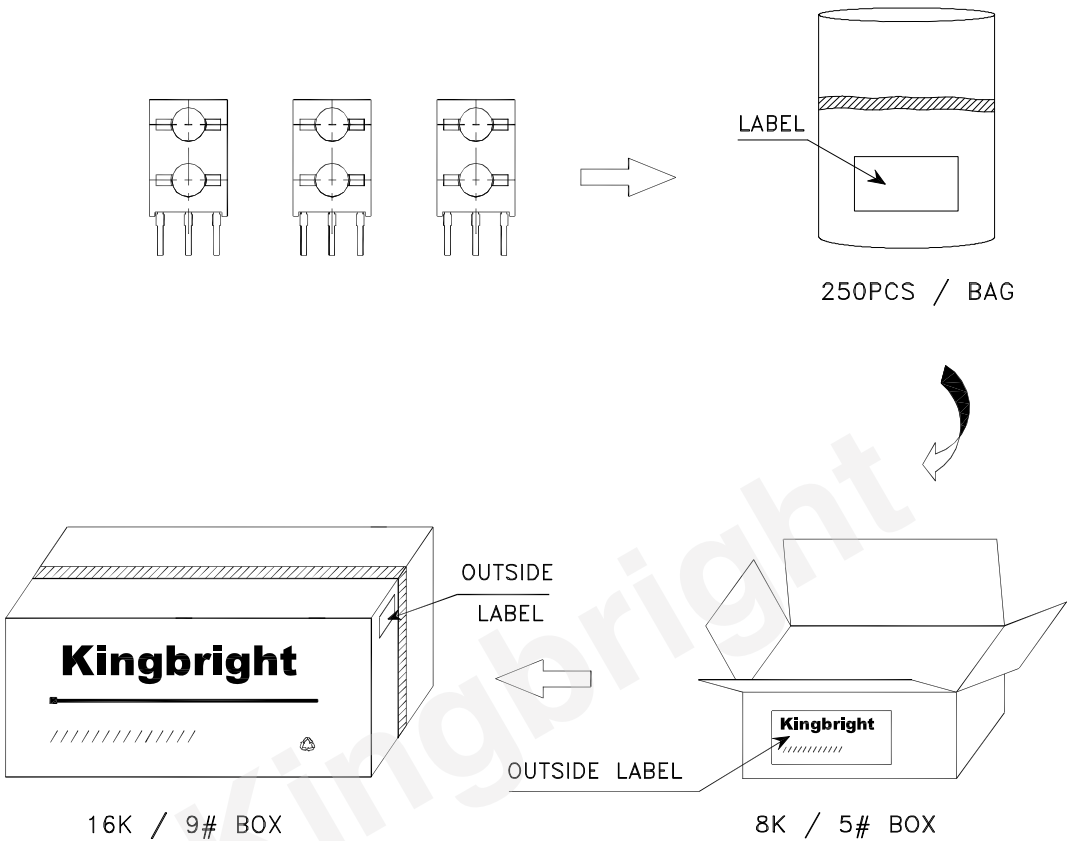 LABEL
250PCS / BAG
OUTSIDE
LABEL
Kingbright
16K / 9# BOX
Kingbright
OUTSIDE LABEL
8K / 5# BOX
Kingbright